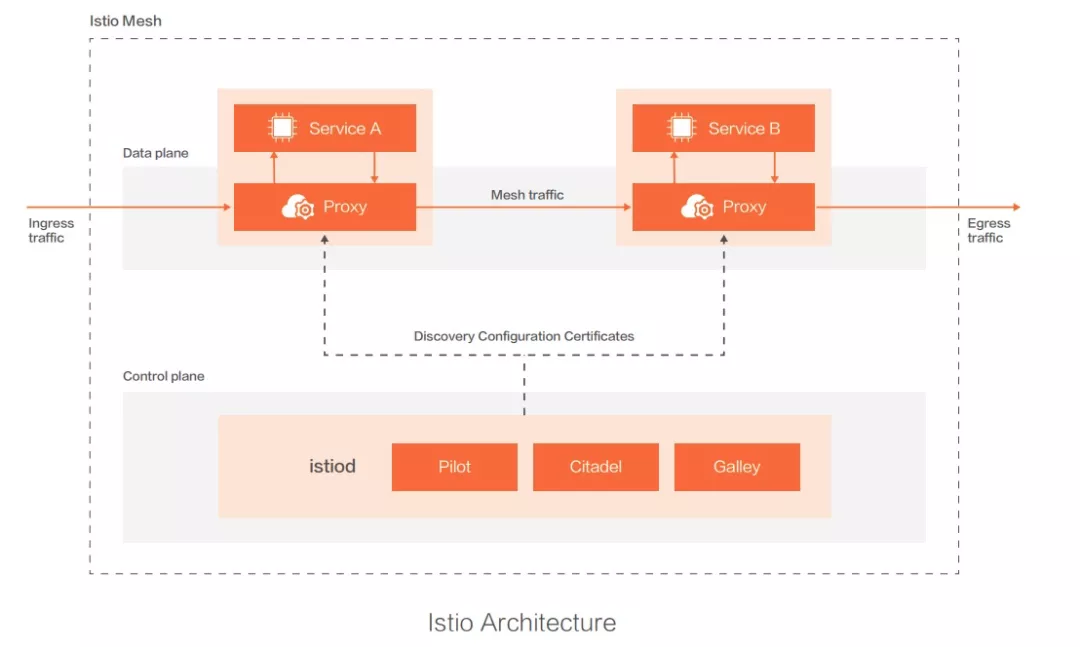 Istio Mesh
Service A
Service B
Data plane
Proxy
Mesh traffic
Proxy
Ingress
traffic
Egress
traffic
Discovery Configuration Certificates
Control plane
istiod
Pilot
Citadel
Galley
Istio Architecture